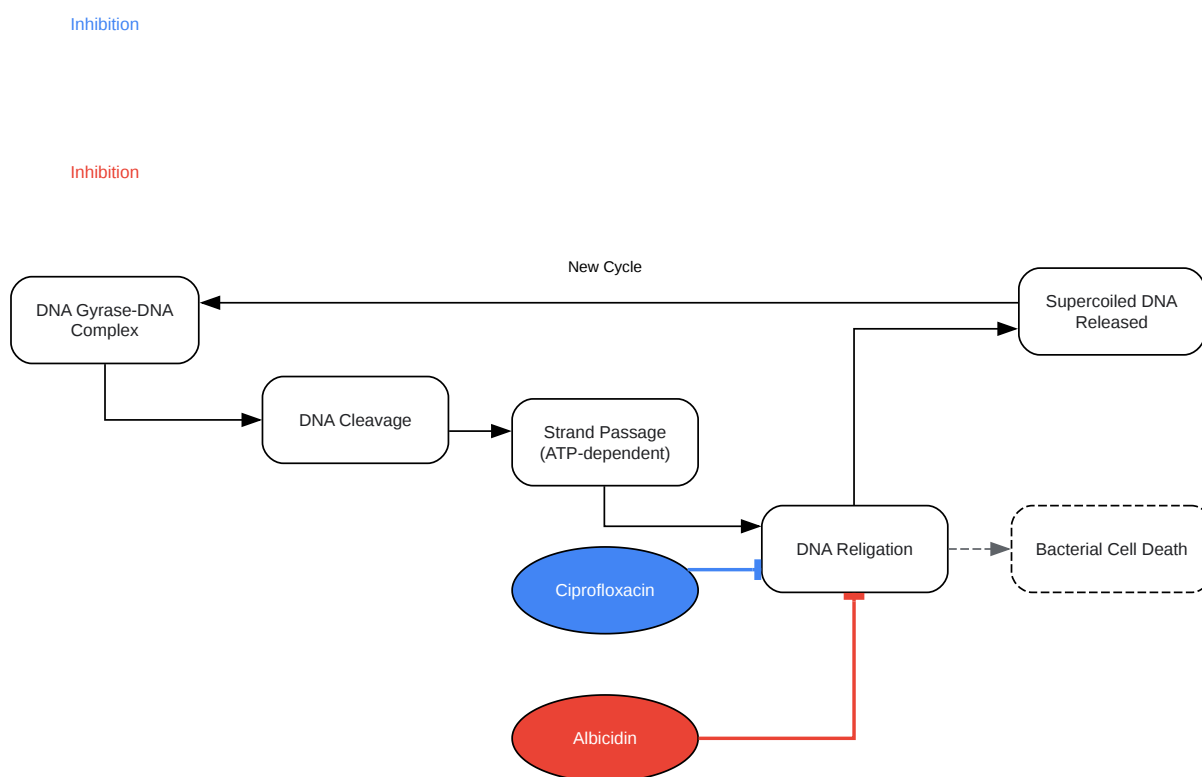 Inhibition
Inhibition
New Cycle
DNA Gyrase-DNA
Complex
Supercoiled DNA
Released
DNA Cleavage
Strand Passage
(ATP-dependent)
DNA Religation
Bacterial Cell Death
Ciprofloxacin
Albicidin